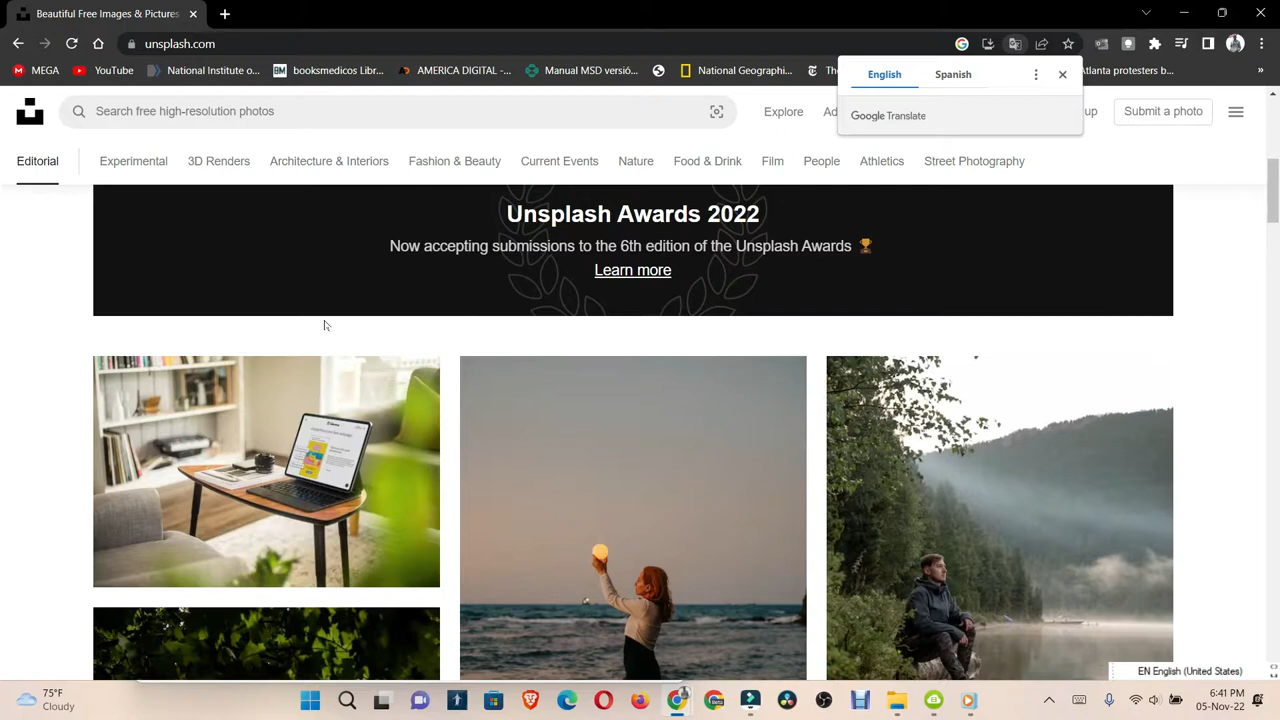 Beautiful Free Images & Pictures
unsplash.com
MEGA
YouTube
National Institute o...
booksmedicos Libr...
AMERICA DIGITAL -...
Manual MSD versió...
National Geographi...
Atlanta protesters b...
English
Spanish
Google Translate
Search free high-resolution photos
Explore
Ad
up
Submit a photo
Editorial
Experimental
3D Renders
Architecture & Interiors
Fashion & Beauty
Current Events
Nature
Food & Drink
Film
People
Athletics
Street Photography
Unsplash Awards 2022
Now accepting submissions to the 6th edition of the Unsplash Awards 🏆
Learn more
EN English (United States)
75°F
Cloudy
6:41 PM
05-Nov-22